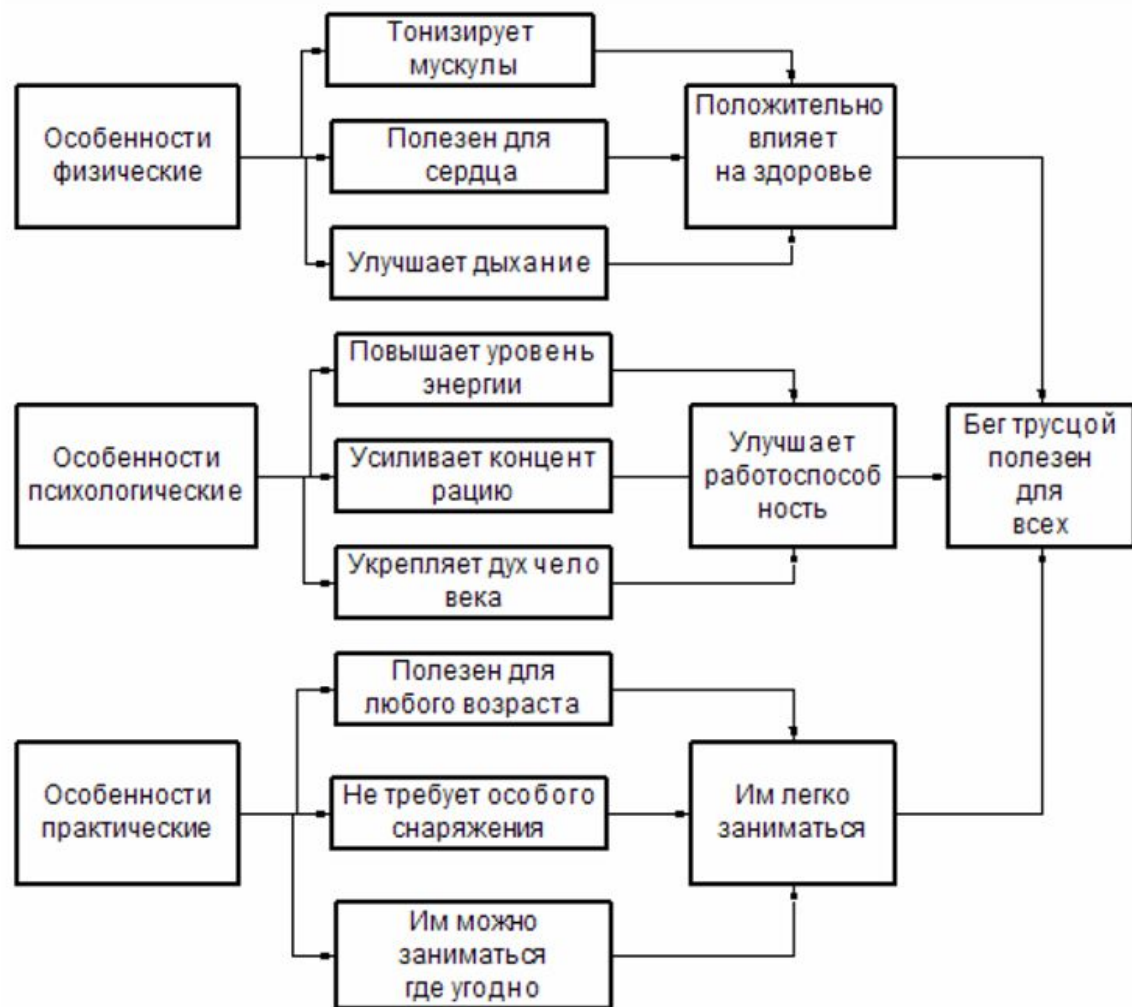 Тонизирует
мускулы
Особенности
физические
Полезен для
сердца
Положительно
влияет
на здоровье
Улучшает дыхание
Повышает уровень
энергии
Особенности
психологические
Усиливает концент
рацию
Улучшает
работоспособ
ность
Бег трусцой
полезен
для
всех
Укрепляет дух чело
века
Полезен для
любого возраста
Особенности
практические
Не требует особого
снаряжения
Им легко
заниматься
Им можно
заниматься
где угодно